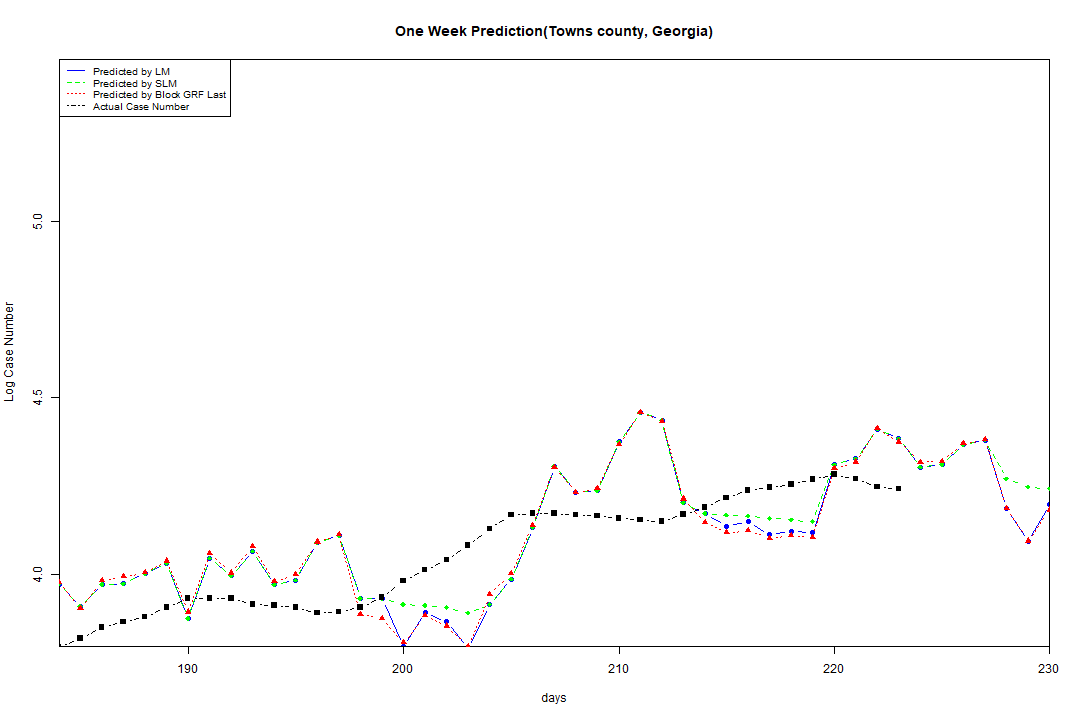 One Week Prediction(Towns county, Georgia)
Predicted by LM
Predicted by SLM
Predicted by Block GRF Last
Actual Case Number
5.0
4.5
4.0
Log Case Number
190 200 210 220 230
days